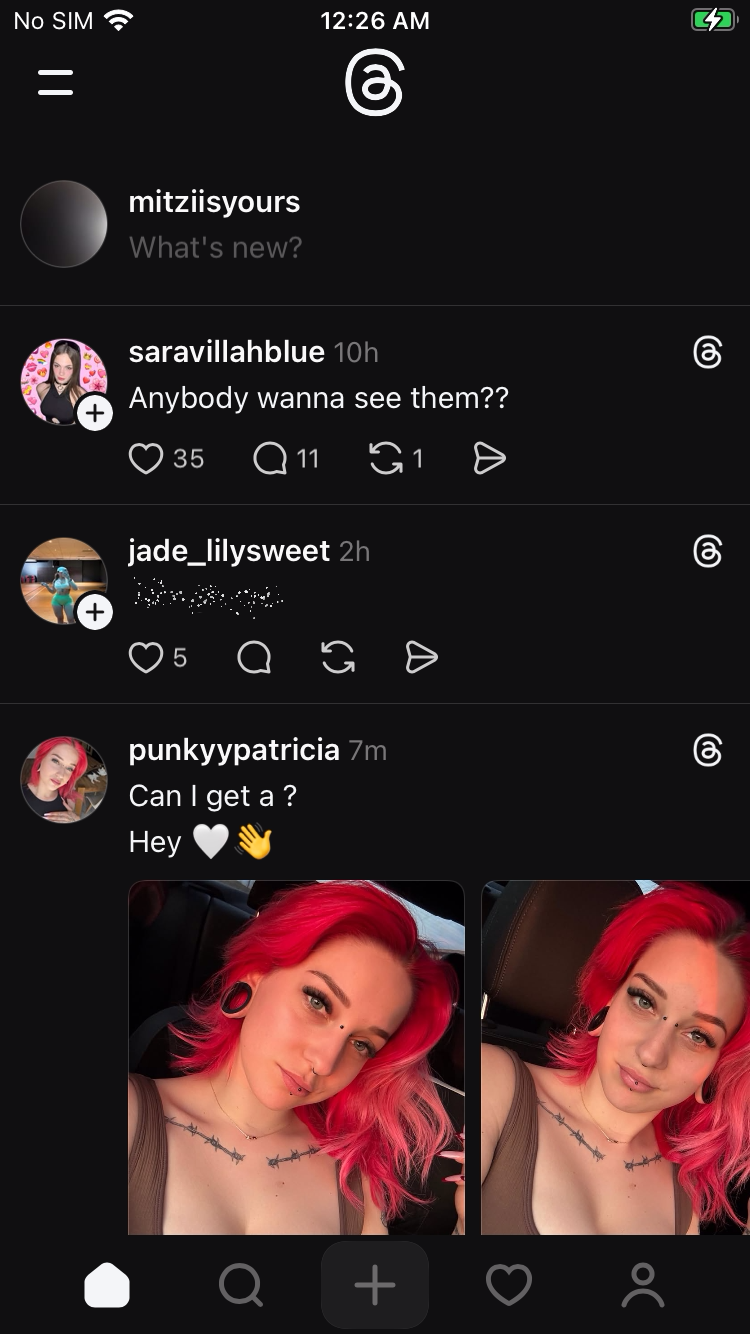 No SIM 12:26 AM
mitziisyours
What's new?
saravillahblue 10h
Anybody wanna see them??
35 11 1
jade_lilysweet 2h
5
punkyypatricia 7m
Can I get a ?
Hey 🤍👋